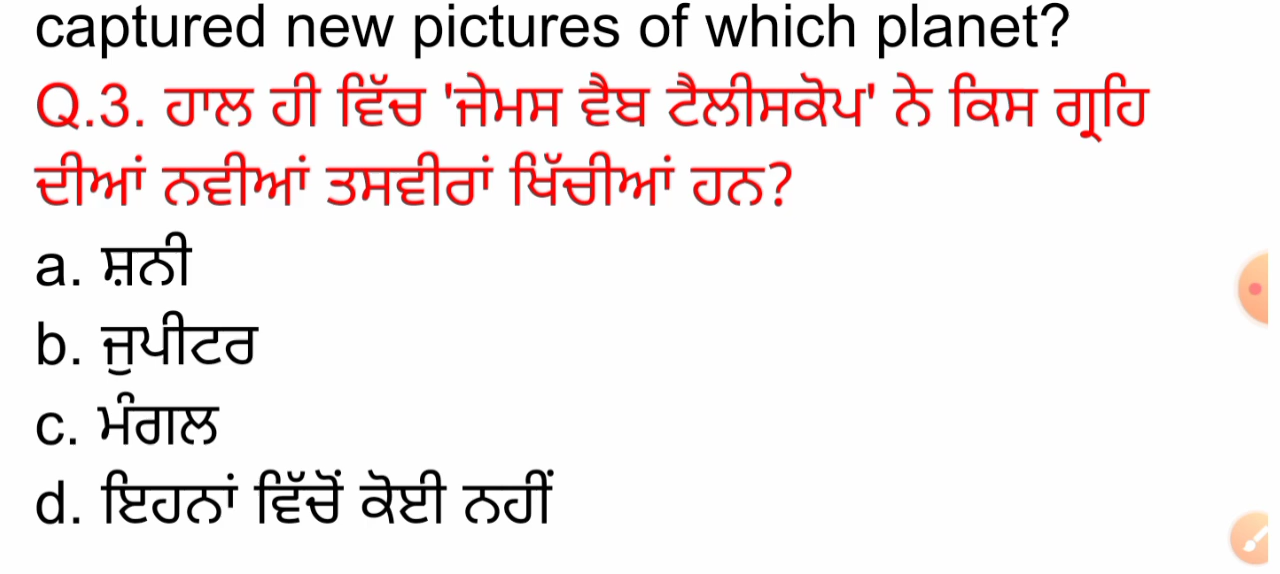 captured new pictures of which planet?
Q.3. ਹਾਲ ਹੀ ਵਿੱਚ 'ਜੇਮਸ ਵੈਬ ਟੈਲੀਸਕੋਪ' ਨੇ ਕਿਸ ਗ੍ਰਹਿ
ਦੀਆਂ ਨਵੀਆਂ ਤਸਵੀਰਾਂ ਖਿੱਚੀਆਂ ਹਨ?
a. ਸ਼ਨੀ
b. ਜੁਪੀਟਰ
c. ਮੰਗਲ
d. ਇਹਨਾਂ ਵਿੱਚੋਂ ਕੋਈ ਨਹੀਂ